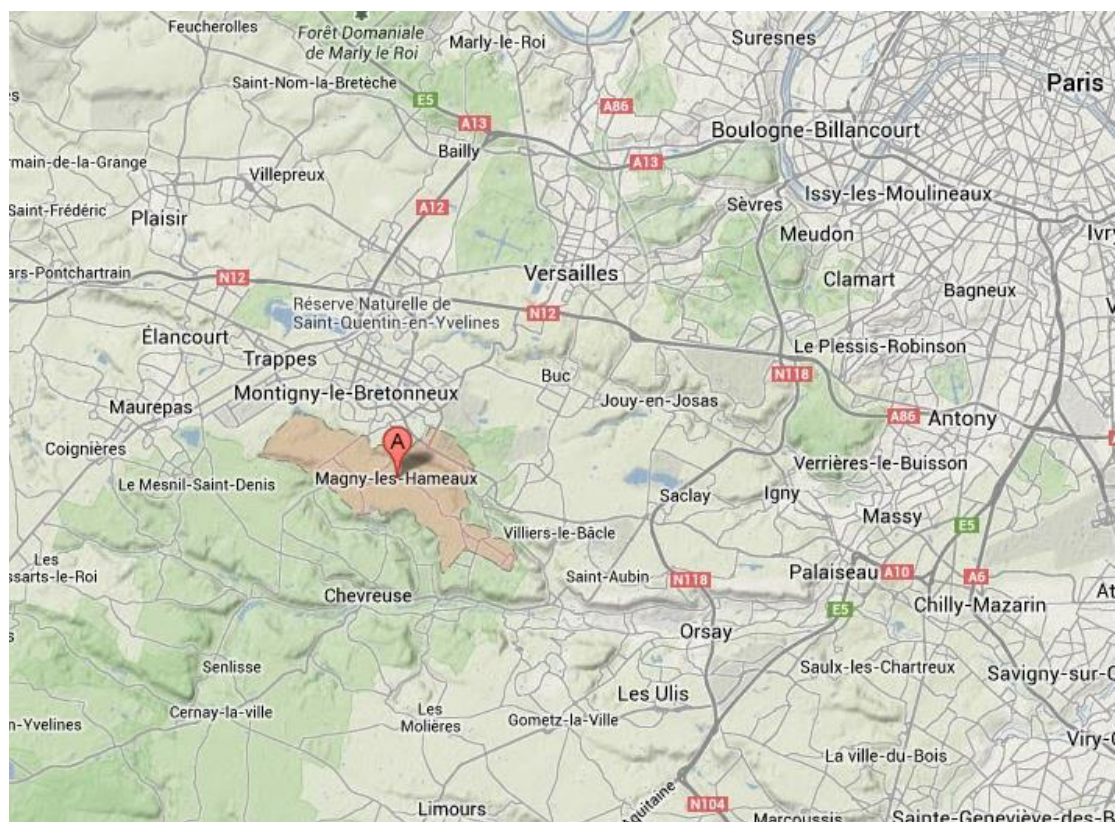 Feucherolles
Forêt Domaniale
de Marly le Roi
Marly-le-Roi
Suresnes
Saint-Nom-la-Bretèche
E5
A86
Paris
A13
Boulogne-Billancourt
Bailly
A13
rmain-de-la-Grange
Villepreux
Issy-les-Moulineaux
Saint-Frédéric
A12
Sèvres
Plaisir
Meudon
Ivry
ars-Pontchartrain
N12
Versailles
Clamart
Bagneux
Réserve Naturelle de
Saint-Quentin-en-Yvelines
N12
Élancourt
Le Plessis-Robinson
Trappes
Buc
N118
Montigny-le-Bretonneux
Jouy-en-Josas
Maurepas
A86
Antony
Coignières
A
Verrières-le-Buisson
Le Mesnil-Saint-Denis
Magny-les-Hameaux
Saclay
Igny
Massy
Villiers-le-Bâcle
E5
Les
ssarts-le-Roi
Saint-Aubin
N118
Palaiseau
A10
A6
At
Chevreuse
E5
Chilly-Mazarin
Orsay
Senlisse
Saulx-les-Chartreux
Savigny-sur-O
Les Ulis
Cernay-la-ville
Les
Molières
Gometz-la-Ville
n-Yvelines
Viry-C
La ville-du-Bois
Aquitaine
Limours
N104
Marcoussis
Sainte-Geneviève-des-B